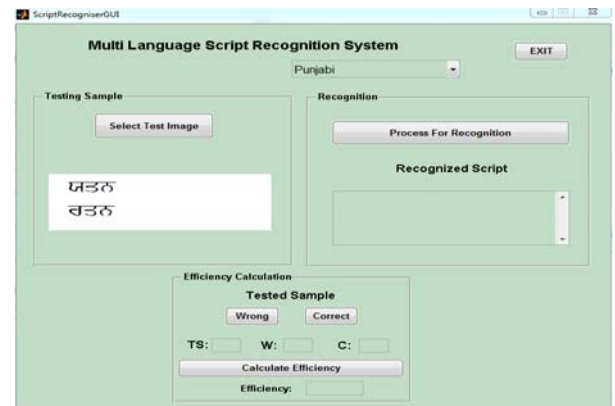 ScriptRecogniserGUI
Multi Language Script Recognition System
EXIT
Punjabi
Testing Sample
Select Test Image
ਯਤਨ
ਰਤਨ
Recognition
Process For Recognition
Recognized Script
Efficiency Calculation
Tested Sample
Wrong Correct
TS: W: C:
Calculate Efficiency
Efficiency: